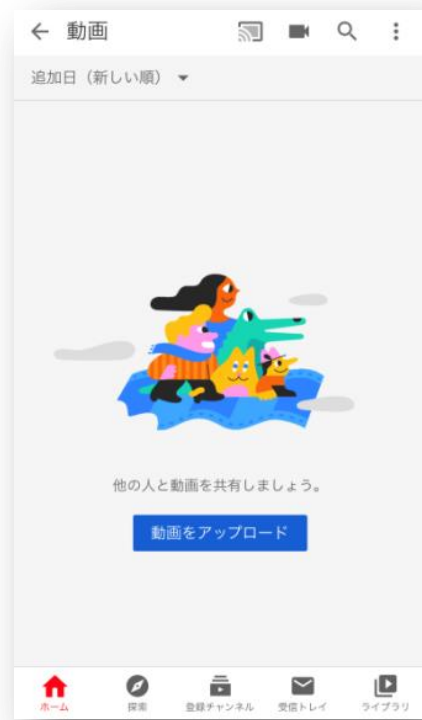 動画
追加日（新しい順）
他の人と動画を共有しましょう。
動画をアップロード
ホーム
探索
登録チャンネル
受信トレイ
ライブラリ